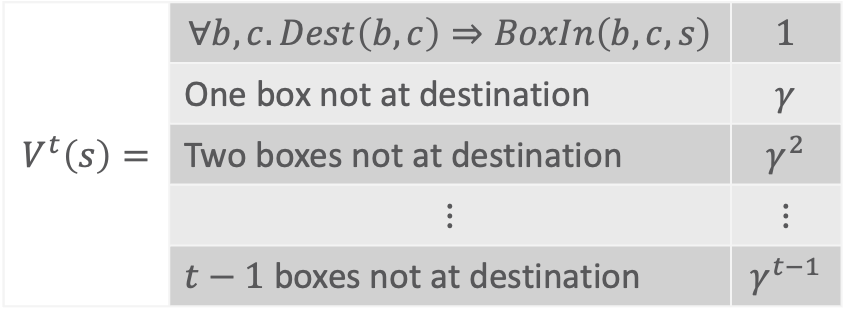 ∀b, c. Dest(b, c) ⇒ BoxIn(b, c, s) 1
One box not at destination γ
V^t(s) = Two boxes not at destination γ^2
⋮ ⋮
t − 1 boxes not at destination γ^{t−1}